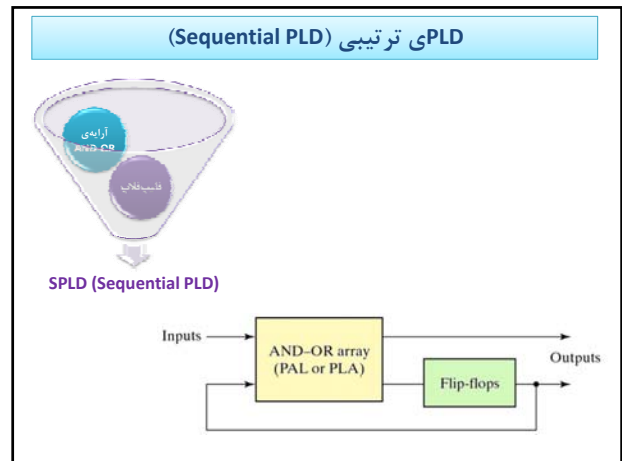 PLDی ترتیبی (Sequential PLD)
آرایه‌ی
AND-OR
فلیپ‌فلاپ
SPLD (Sequential PLD)
Inputs
AND–OR array
(PAL or PLA)
Flip-flops
Outputs